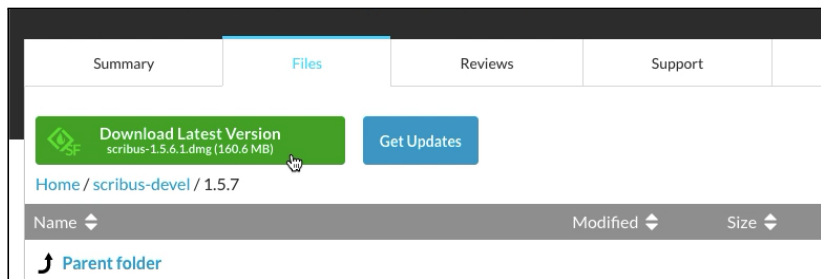 Summary
Files
Reviews
Support
Download Latest Version
SF
scribus-1.5.6.1.dmg (160.6 MB)
Get Updates
Home / scribus-devel / 1.5.7
Name Modified Size
Parent folder